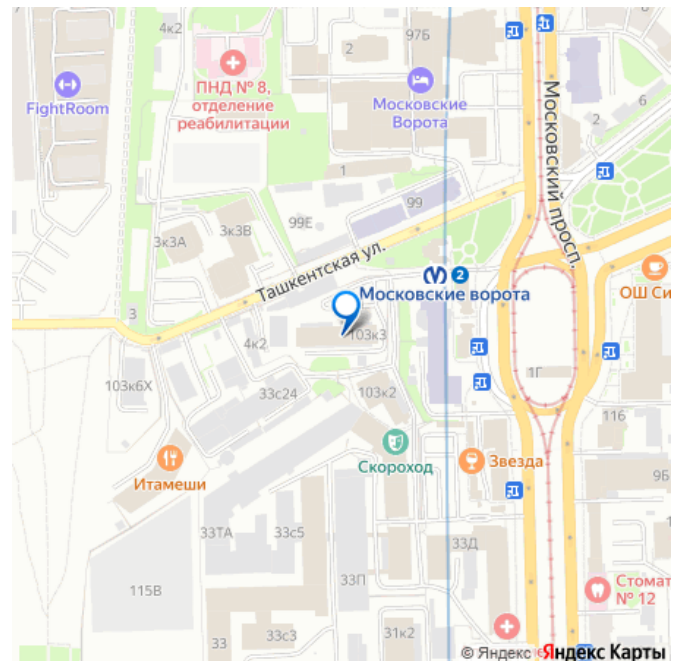 4к2
2
97Б
ПНД № 8,
отделение
реабилитации
FightRoom
Московские
Ворота
Московский просп.
6
2
1
99
99Е
3к3В
3к3А
Ташкентская ул.
2
Московские ворота
ОШ Си
3
103к3
4к2
1Г
103к6Х
33с24
103к2
116
Скороход
Звезда
Итамеши
9Б
33ТА
33с5
33Д
115В
33П
Стомат
№ 12
33
33с3
31к2
© Яндекс
Яндекс Карты